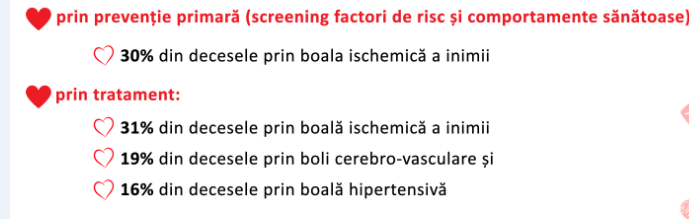 prin prevenție primară (screening factori de risc și comportamente sănătoase)
30% din decesele prin boala ischemică a inimii
prin tratament:
31% din decesele prin boală ischemică a inimii
19% din decesele prin boli cerebro-vasculare și
16% din decesele prin boală hipertensivă